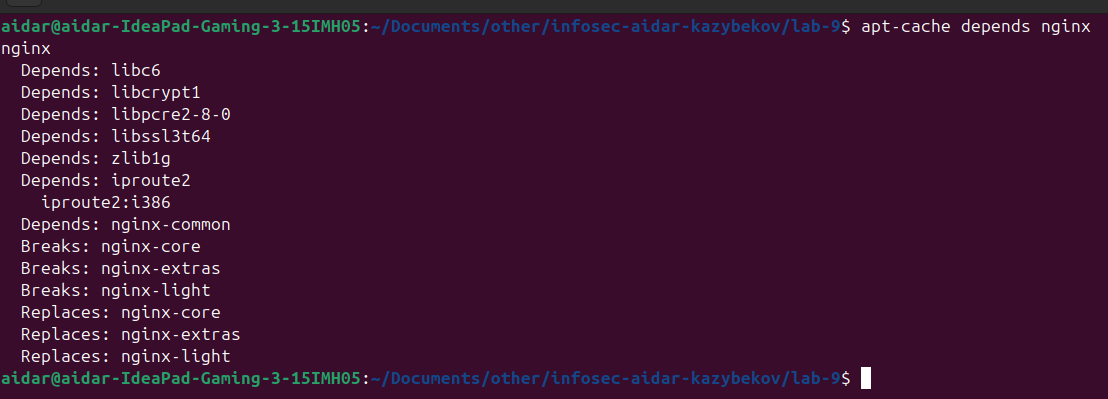 aidar@aidar-IdeaPad-Gaming-3-15IMH05:~/Documents/other/infosec-aidar-kazybekov/lab-9$ apt-cache depends nginx
nginx
  Depends: libc6
  Depends: libcrypt1
  Depends: libpcre2-8-0
  Depends: libssl3t64
  Depends: zlib1g
  Depends: iproute2
    iproute2:i386
  Depends: nginx-common
  Breaks: nginx-core
  Breaks: nginx-extras
  Breaks: nginx-light
  Replaces: nginx-core
  Replaces: nginx-extras
  Replaces: nginx-light
aidar@aidar-IdeaPad-Gaming-3-15IMH05:~/Documents/other/infosec-aidar-kazybekov/lab-9$